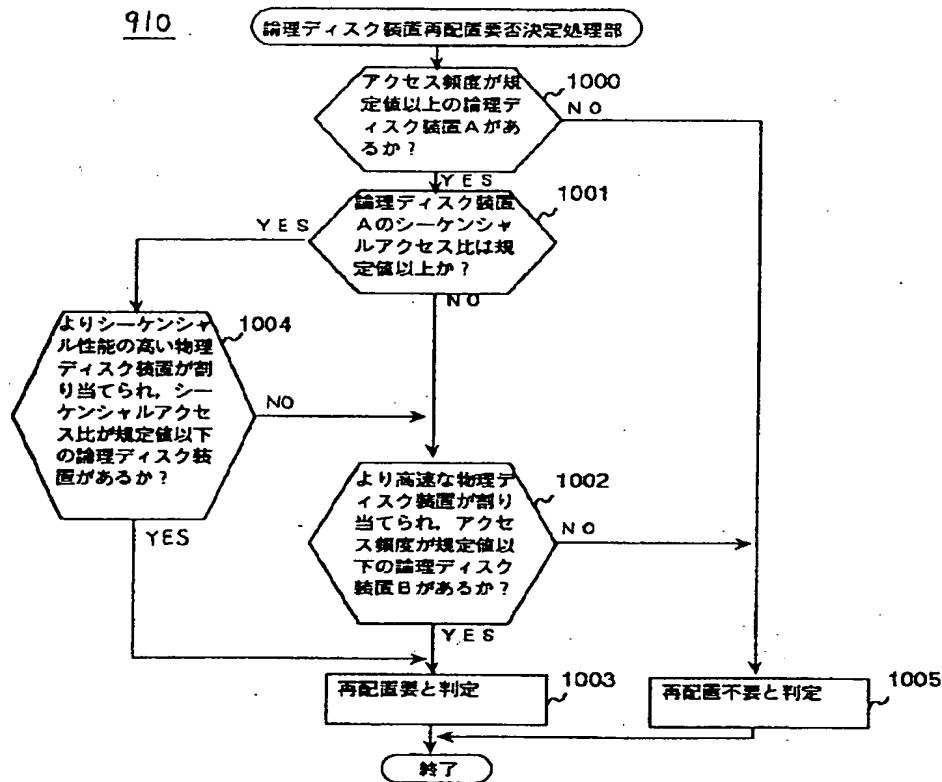 910
論理ディスク装置再配置要否決定処理部
1000
アクセス頻度が規
定値以上の論理デ
ィスク装置Aがあ
るか？
NO
YES
1001
論理ディスク装置
Aのシーケンシャ
ルアクセス比は規
定値以上か？
YES
NO
1004
よりシーケンシャ
ル性能の高い物理
ディスク装置が割
り当てられ，シー
ケンシャルアクセ
ス比が規定値以下
の論理ディスク装
置があるか？
NO
YES
1002
より高速な物理デ
ィスク装置が割り
当てられ，アクセ
ス頻度が規定値以
下の論理ディスク
装置Bがあるか？
NO
YES
再配置要と判定
1003
再配置不要と判定
1005
終了